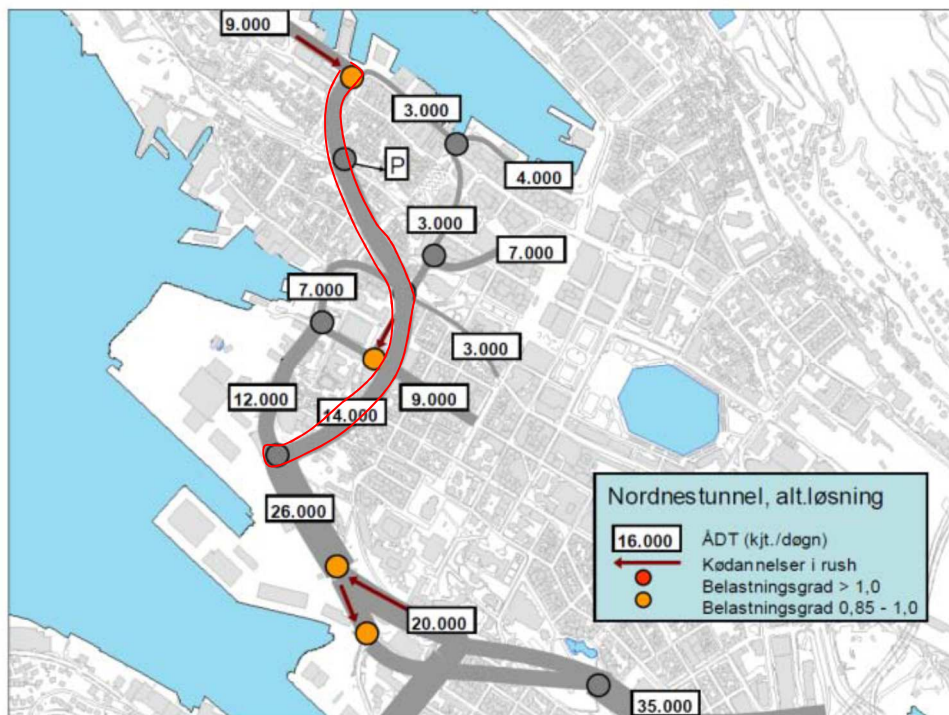 9.000
3.000
P
4.000
3.000
7.000
7.000
3.000
12.000
14.000
9.000
26.000
20.000
35.000
Nordnestunnel, alt.løsning
16.000 ÅDT (kjt./døgn)
Kødannelser i rush
Belastningsgrad > 1,0
Belastningsgrad 0,85 - 1,0